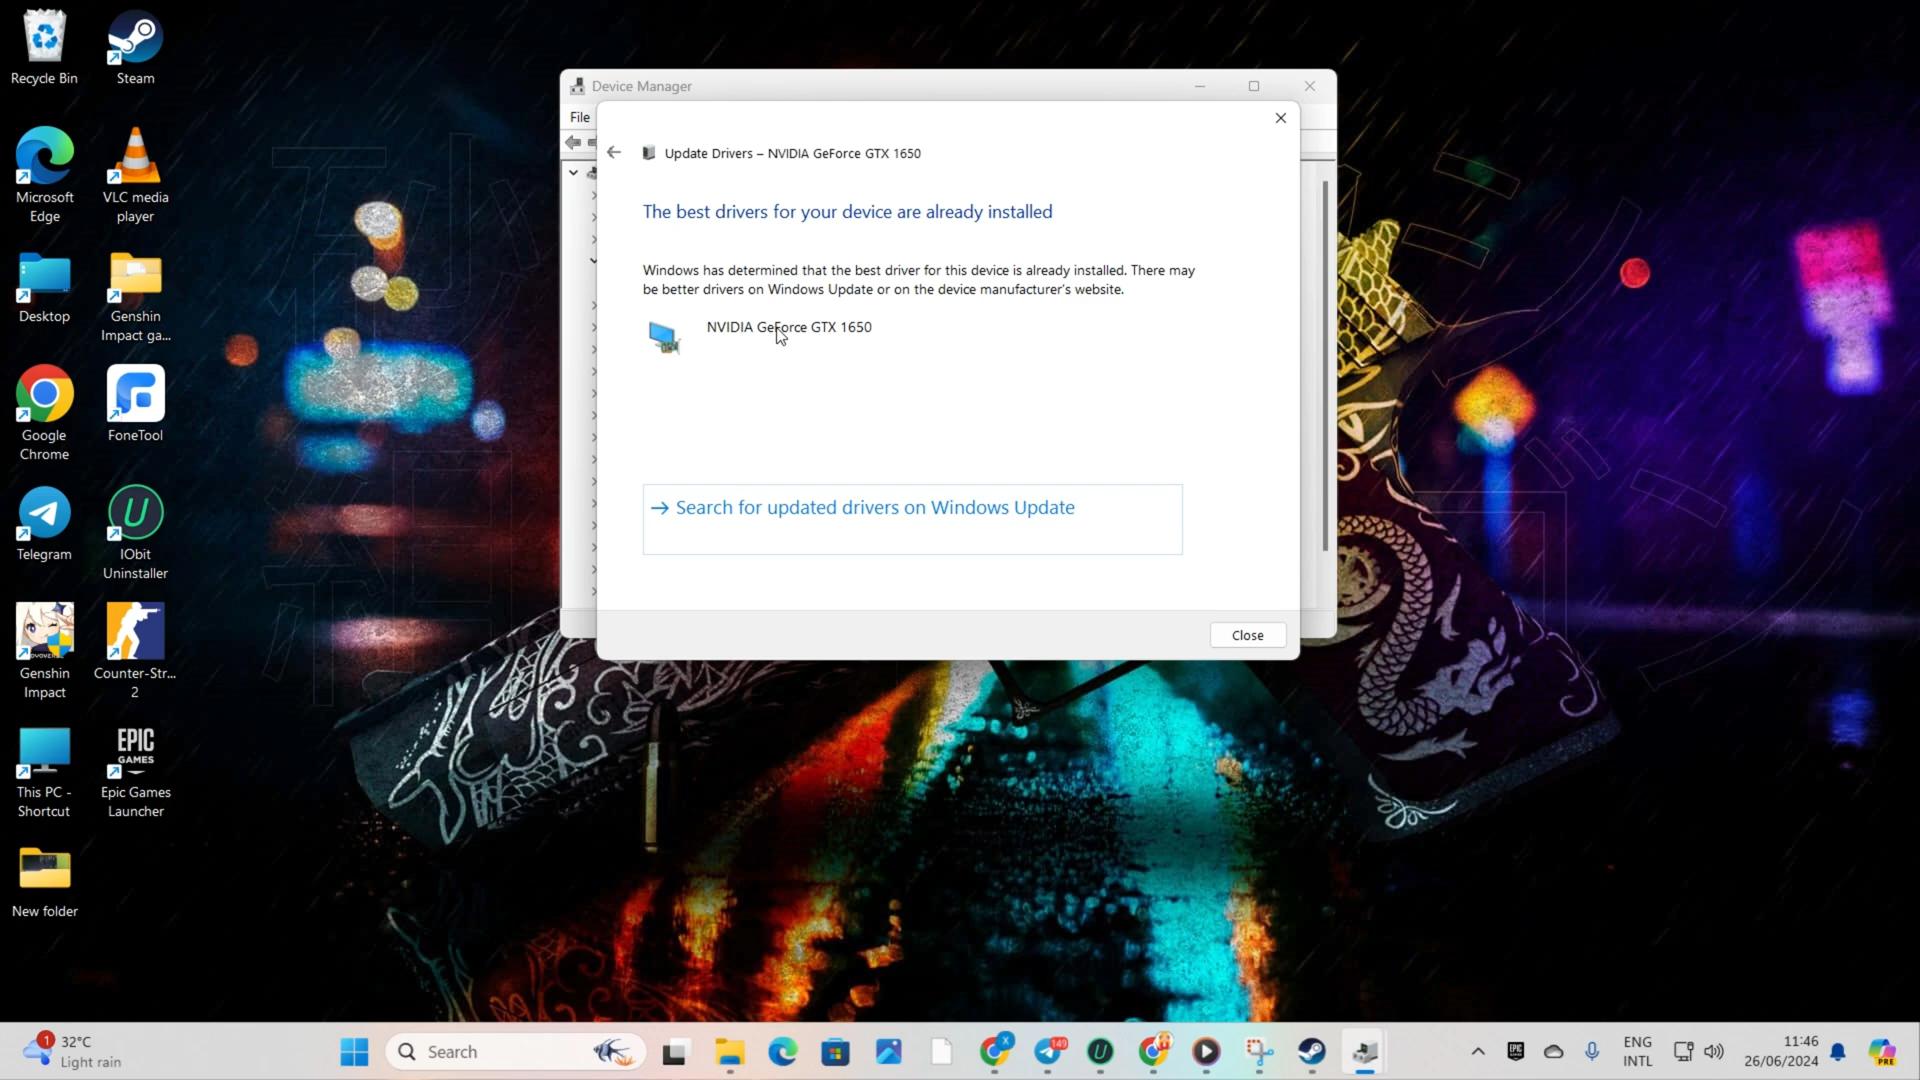 Recycle Bin
Steam
Microsoft
Edge
VLC media
player
Desktop
Genshin
Impact ga...
Google
Chrome
FoneTool
Telegram
U
IObit
Uninstaller
Genshin
Impact
Counter-Str...
2
This PC -
Shortcut
EPIC
GAMES
Epic Games
Launcher
New folder
Device Manager
File
Update Drivers – NVIDIA GeForce GTX 1650
The best drivers for your device are already installed
Windows has determined that the best driver for this device is already installed. There may
be better drivers on Windows Update or on the device manufacturer's website.
NVIDIA GeForce GTX 1650
Search for updated drivers on Windows Update
Close
1
32°C
Light rain
Search
X
149
U
EPIC
ENG
INTL
11:46
26/06/2024
PRE